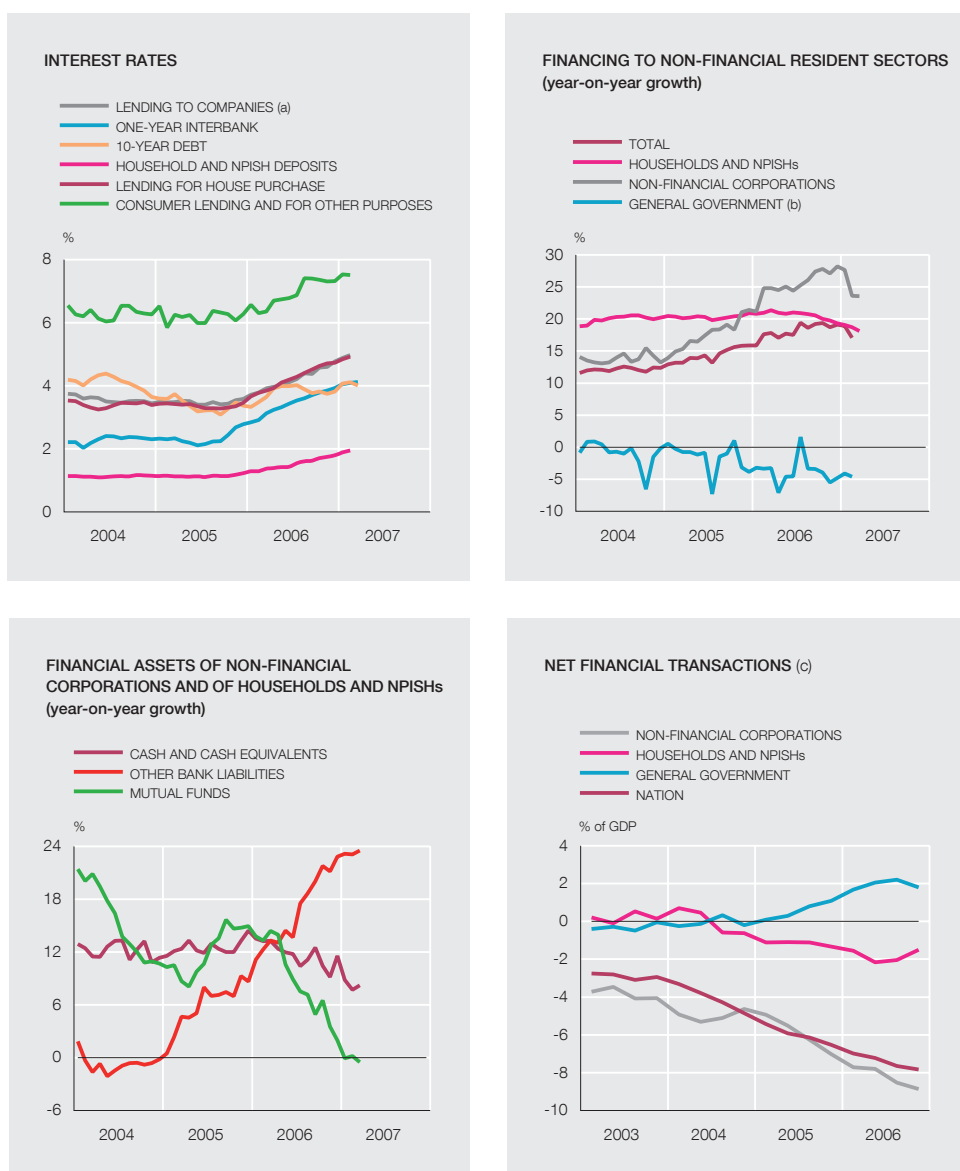 INTEREST RATES
LENDING TO COMPANIES (a)
ONE-YEAR INTERBANK
10-YEAR DEBT
HOUSEHOLD AND NPISH DEPOSITS
LENDING FOR HOUSE PURCHASE
CONSUMER LENDING AND FOR OTHER PURPOSES
%
8
6
4
2
0
2004 2005 2006 2007
FINANCING TO NON-FINANCIAL RESIDENT SECTORS
(year-on-year growth)
TOTAL
HOUSEHOLDS AND NPISHs
NON-FINANCIAL CORPORATIONS
GENERAL GOVERNMENT (b)
%
30
25
20
15
10
5
0
-5
-10
2004 2005 2006 2007
FINANCIAL ASSETS OF NON-FINANCIAL
CORPORATIONS AND OF HOUSEHOLDS AND NPISHs
(year-on-year growth)
CASH AND CASH EQUIVALENTS
OTHER BANK LIABILITIES
MUTUAL FUNDS
%
24
18
12
6
0
-6
2004 2005 2006 2007
NET FINANCIAL TRANSACTIONS (c)
NON-FINANCIAL CORPORATIONS
HOUSEHOLDS AND NPISHs
GENERAL GOVERNMENT
NATION
% of GDP
4
2
0
-2
-4
-6
-8
-10
2003 2004 2005 2006